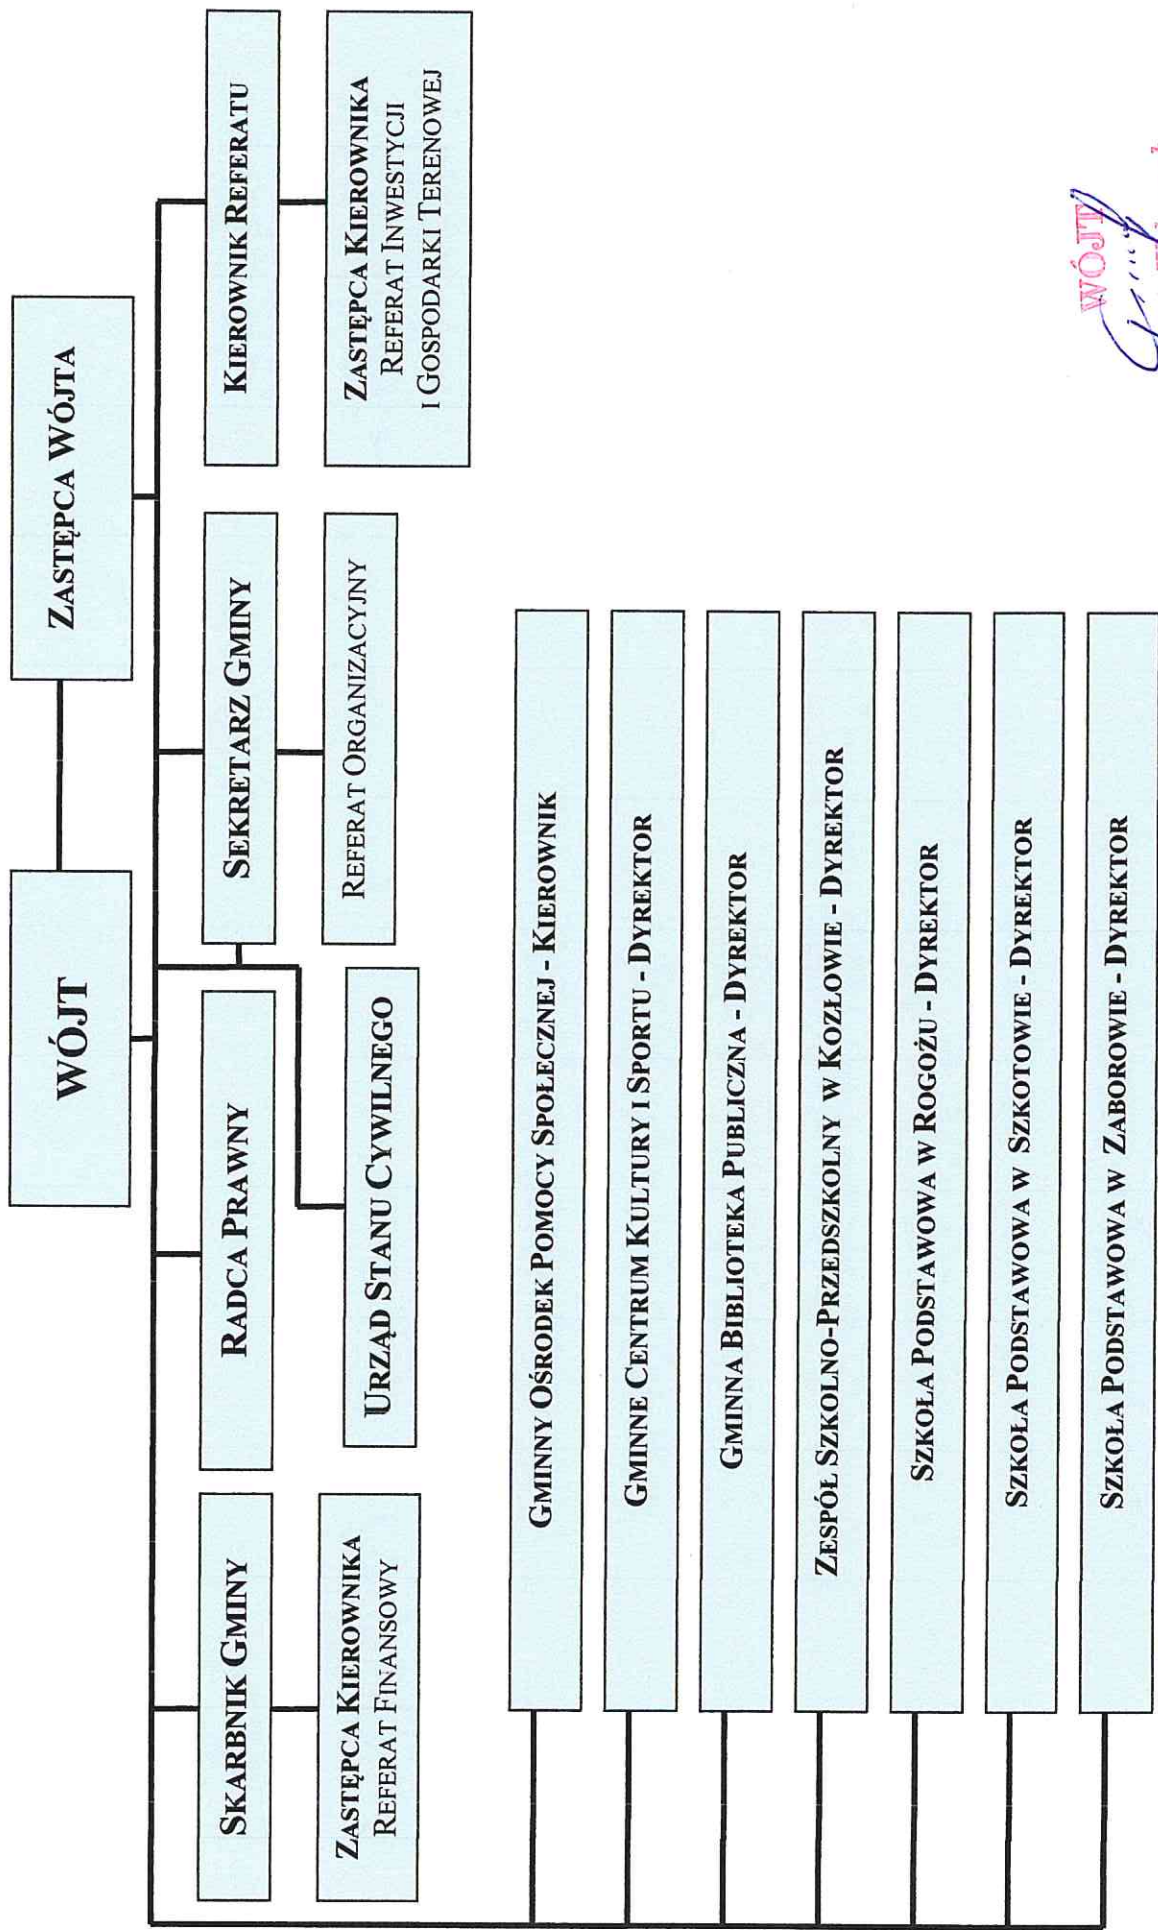 WÓJT
ZASTĘPCA WÓJTA
SKARBNIK GMINY
RADCA PRAWNY
SEKRETARZ GMINY
KIEROWNIK REFERATU
ZASTĘPCA KIEROWNIKA
REFERAT FINANSOWY
URZĄD STANU CYWILNEGO
REFERAT ORGANIZACYJNY
ZASTĘPCA KIEROWNIKA
REFERAT INWESTYCJI
I GOSPODARKI TERENOWEJ
GMINNY OŚRODEK POMOCY SPOŁECZNEJ - KIEROWNIK
GMINNE CENTRUM KULTURY I SPORTU - DYREKTOR
GMINNA BIBLIOTEKA PUBLICZNA - DYREKTOR
ZESPÓŁ SZKOLNO-PRZEDSZKOLNY W KOZŁOWIE - DYREKTOR
SZKOŁA PODSTAWOWA W ROGOŻU - DYREKTOR
SZKOŁA PODSTAWOWA W SZKOTOWIE - DYREKTOR
SZKOŁA PODSTAWOWA W ZABOROWIE - DYREKTOR
WÓJT